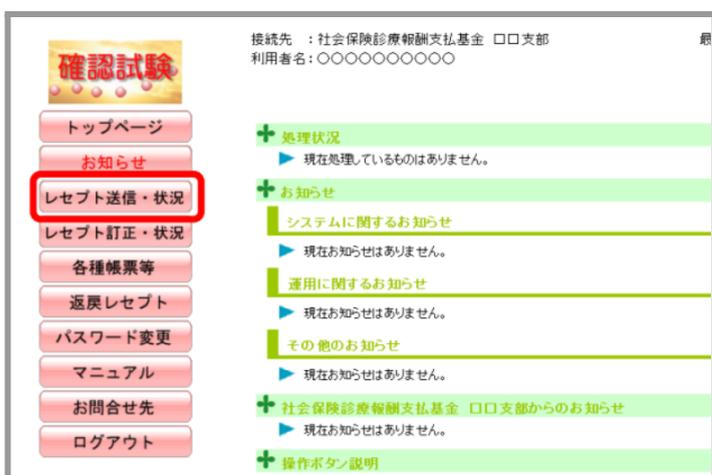 接続先 ：社会保険診療報酬支払基金 口口支部
最
利用者名：○○○○○○○○○○
確認試験
トップページ
お知らせ
レセプト送信・状況
レセプト訂正・状況
各種帳票等
返戻レセプト
パスワード変更
マニュアル
お問合せ先
ログアウト
処理状況
現在処理しているものはありません。
お知らせ
システムに関するお知らせ
現在お知らせはありません。
運用に関するお知らせ
現在お知らせはありません。
その他のお知らせ
現在お知らせはありません。
社会保険診療報酬支払基金 口口支部からのお知らせ
現在お知らせはありません。
操作ボタン説明